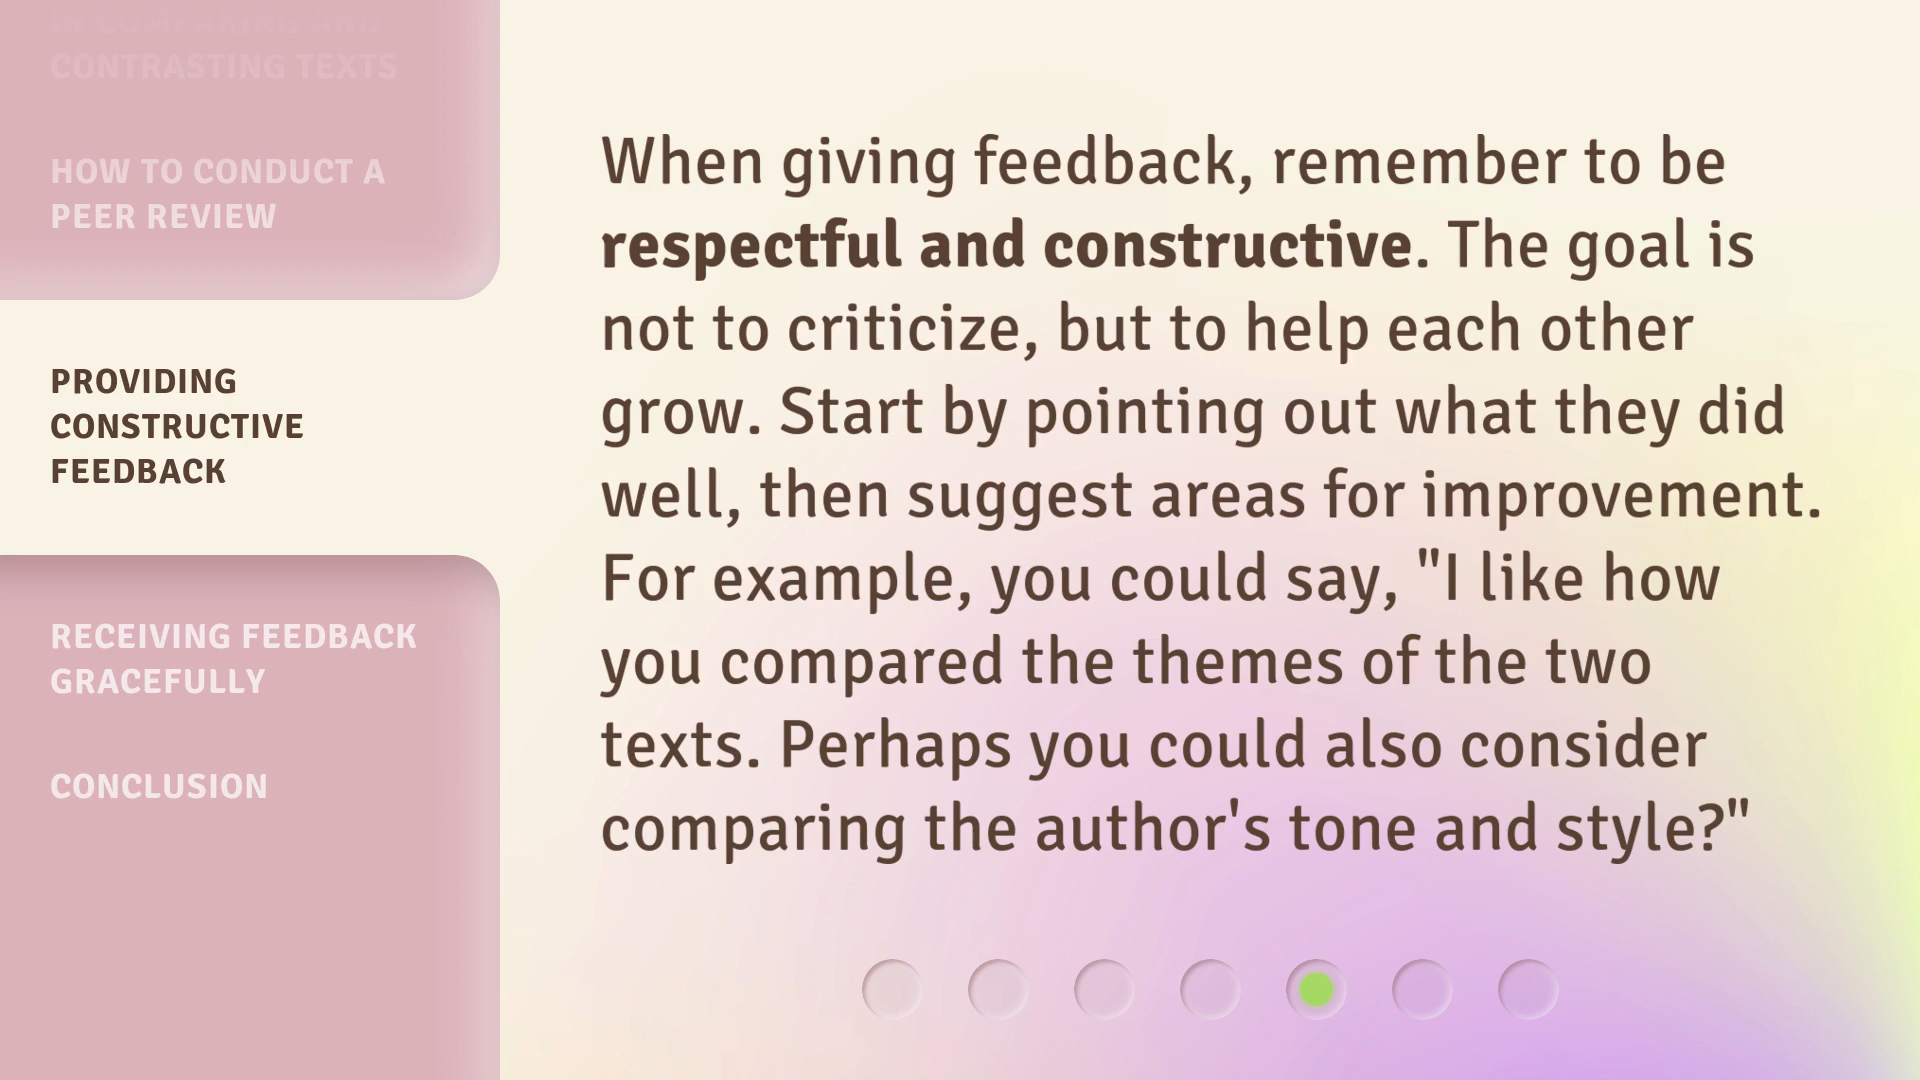 IN COMPARING AND
CONTRASTING TEXTS
HOW TO CONDUCT A
PEER REVIEW
PROVIDING
CONSTRUCTIVE
FEEDBACK
RECEIVING FEEDBACK
GRACEFULLY
CONCLUSION
When giving feedback, remember to be
respectful and constructive. The goal is
not to criticize, but to help each other
grow. Start by pointing out what they did
well, then suggest areas for improvement.
For example, you could say, "I like how
you compared the themes of the two
texts. Perhaps you could also consider
comparing the author's tone and style?"